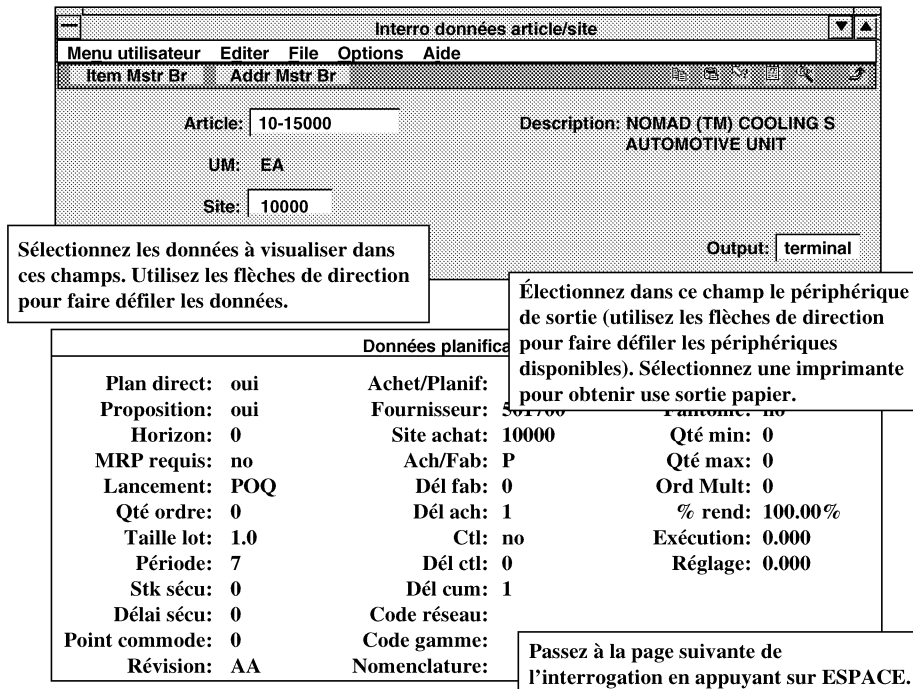 Interro données article/site
Menu utilisateur Editer File Options Aide
Item Mstr Br Addr Mstr Br
Article: 10-15000 Description: NOMAD (TM) COOLING S
AUTOMOTIVE UNIT
UM: EA
Site: 10000
Output: terminal
Sélectionnez les données à visualiser dans
ces champs. Utilisez les flèches de direction
pour faire défiler les données.
Électionnez dans ce champ le périphérique
de sortie (utilisez les flèches de direction
pour faire défiler les périphériques
disponibles). Sélectionnez une imprimante
pour obtenir use sortie papier.
Données planifica
Plan direct: oui Achet/Planif:
Proposition: oui Fournisseur: 501700 Fantôme: no
Horizon: 0 Site achat: 10000 Qté min: 0
MRP requis: no Ach/Fab: P Qté max: 0
Lancement: POQ Dél fab: 0 Ord Mult: 0
Qté ordre: 0 Dél ach: 1 % rend: 100.00%
Taille lot: 1.0 Ctl: no Exécution: 0.000
Période: 7 Dél ctl: 0 Réglage: 0.000
Stk sécu: 0 Dél cum: 1
Délai sécu: 0 Code réseau:
Point commode: 0 Code gamme:
Révision: AA Nomenclature:
Passez à la page suivante de
l'interrogation en appuyant sur ESPACE.